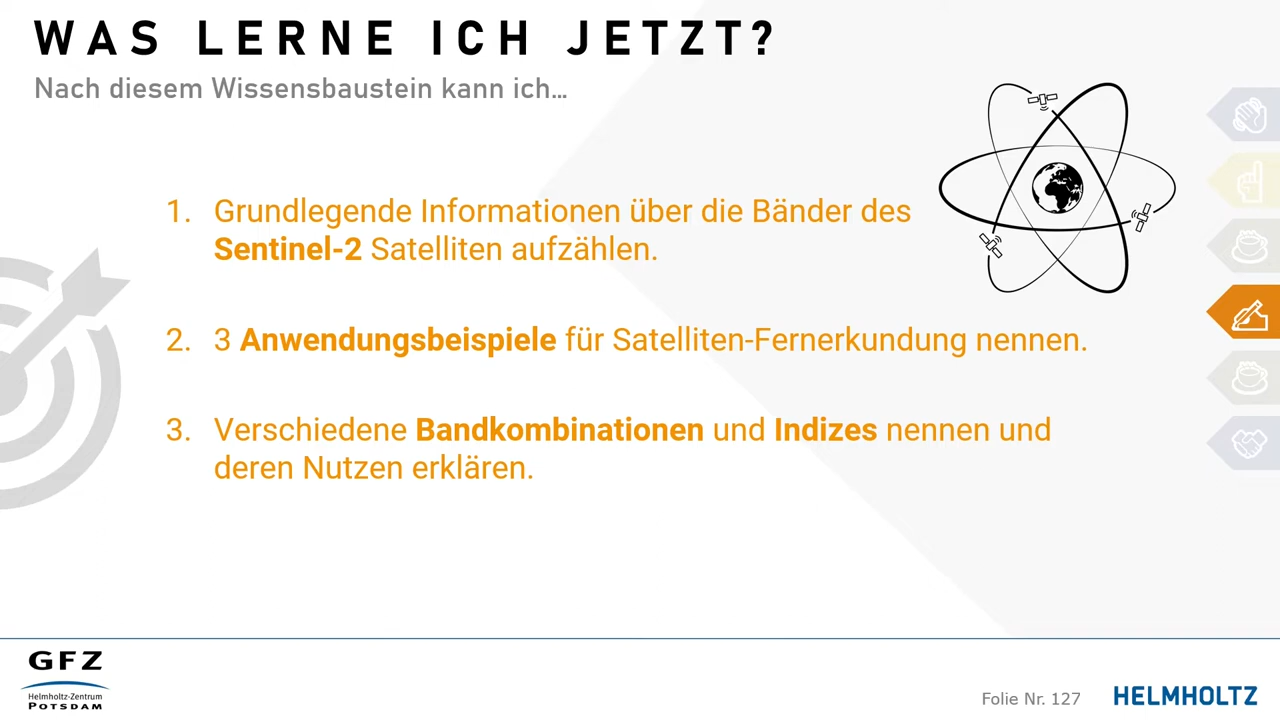 WAS LERNE ICH JETZT?
Nach diesem Wissensbaustein kann ich...
1. Grundlegende Informationen über die Bänder des
Sentinel-2 Satelliten aufzählen.
2. 3 Anwendungsbeispiele für Satelliten-Fernerkundung nennen.
3. Verschiedene Bandkombinationen und Indizes nennen und
deren Nutzen erklären.
GFZ
Helmholtz-Zentrum
POTSDAM
Folie Nr. 127
HELMHOLTZ